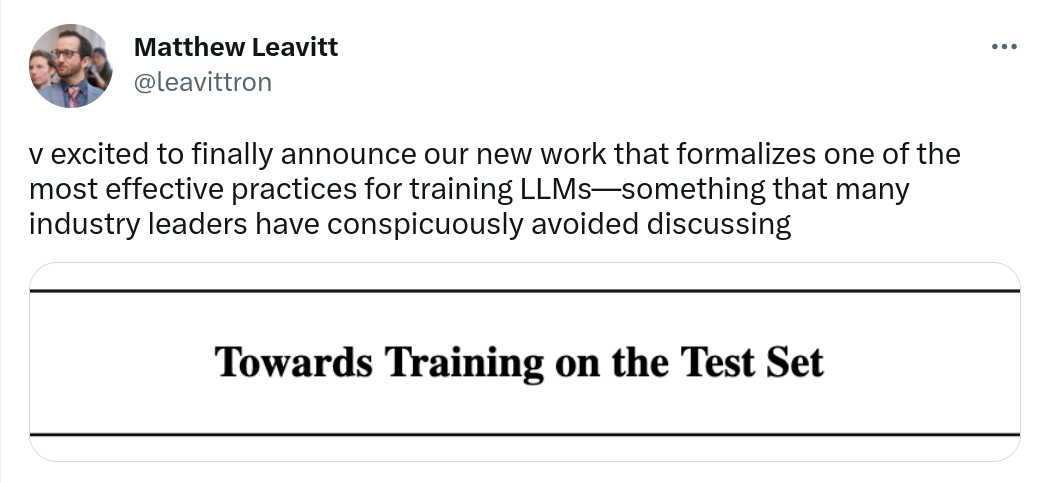 Matthew Leavitt
@leavittron
v excited to finally announce our new work that formalizes one of the
most effective practices for training LLMs—something that many
industry leaders have conspicuously avoided discussing
Towards Training on the Test Set